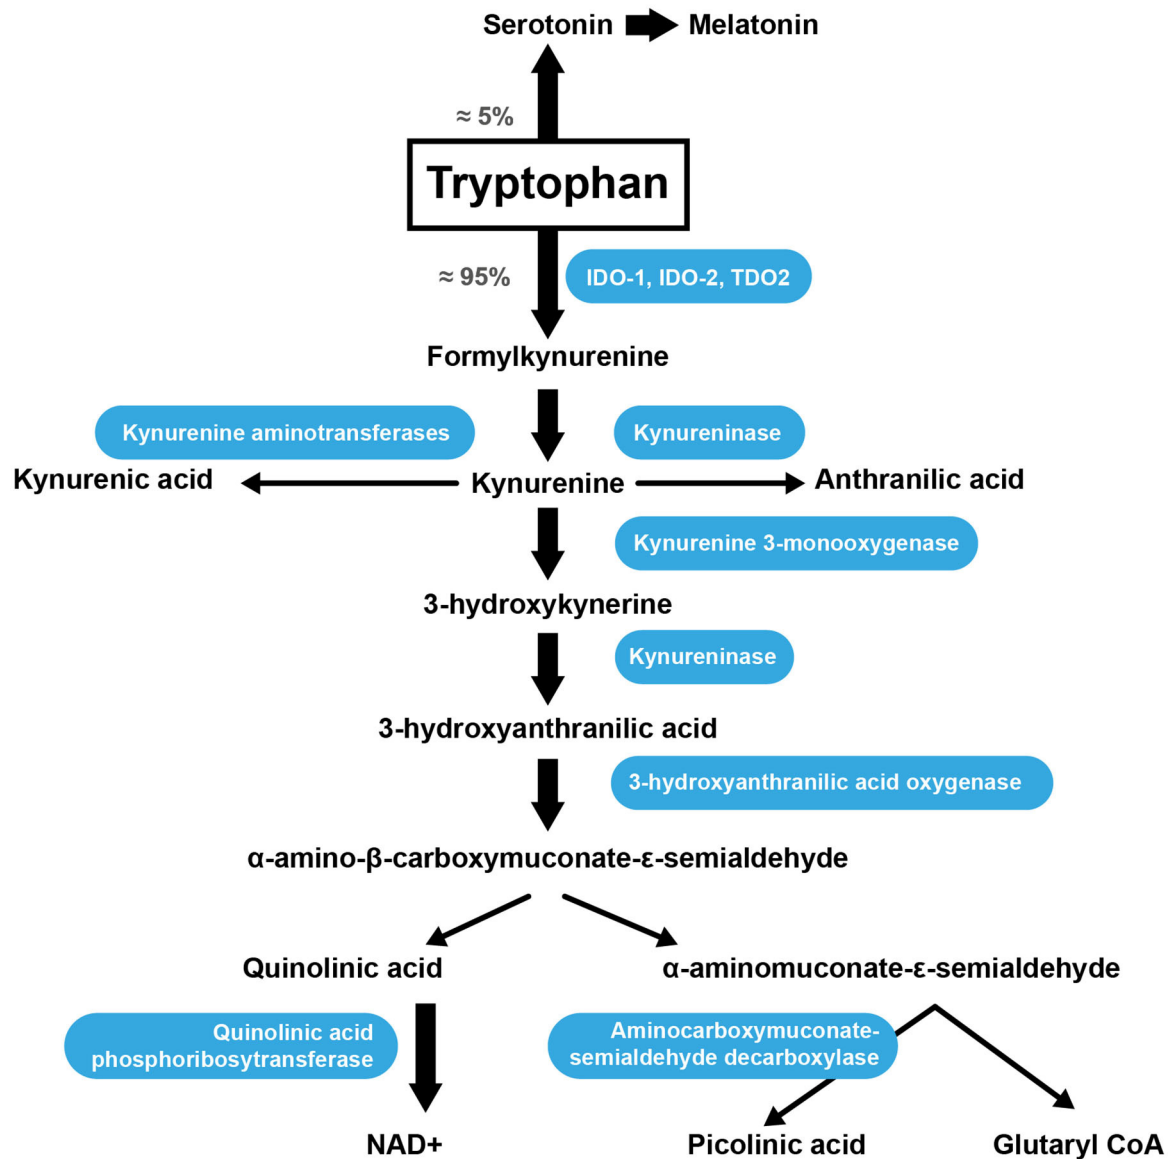 Serotonin
Melatonin
≈ 5%
Tryptophan
≈ 95%
IDO-1, IDO-2, TDO2
Formylkynurenine
Kynurenine aminotransferases
Kynureninase
Kynurenic acid
Kynurenine
Anthranilic acid
Kynurenine 3-monooxygenase
3-hydroxykynerine
Kynureninase
3-hydroxyanthranilic acid
3-hydroxyanthranilic acid oxygenase
α-amino-β-carboxymuconate-ε-semialdehyde
Quinolinic acid
α-aminomuconate-ε-semialdehyde
Quinolinic acid
phosphoribosytransferase
Aminocarboxymuconate-
semialdehyde decarboxylase
NAD+
Picolinic acid
Glutaryl CoA